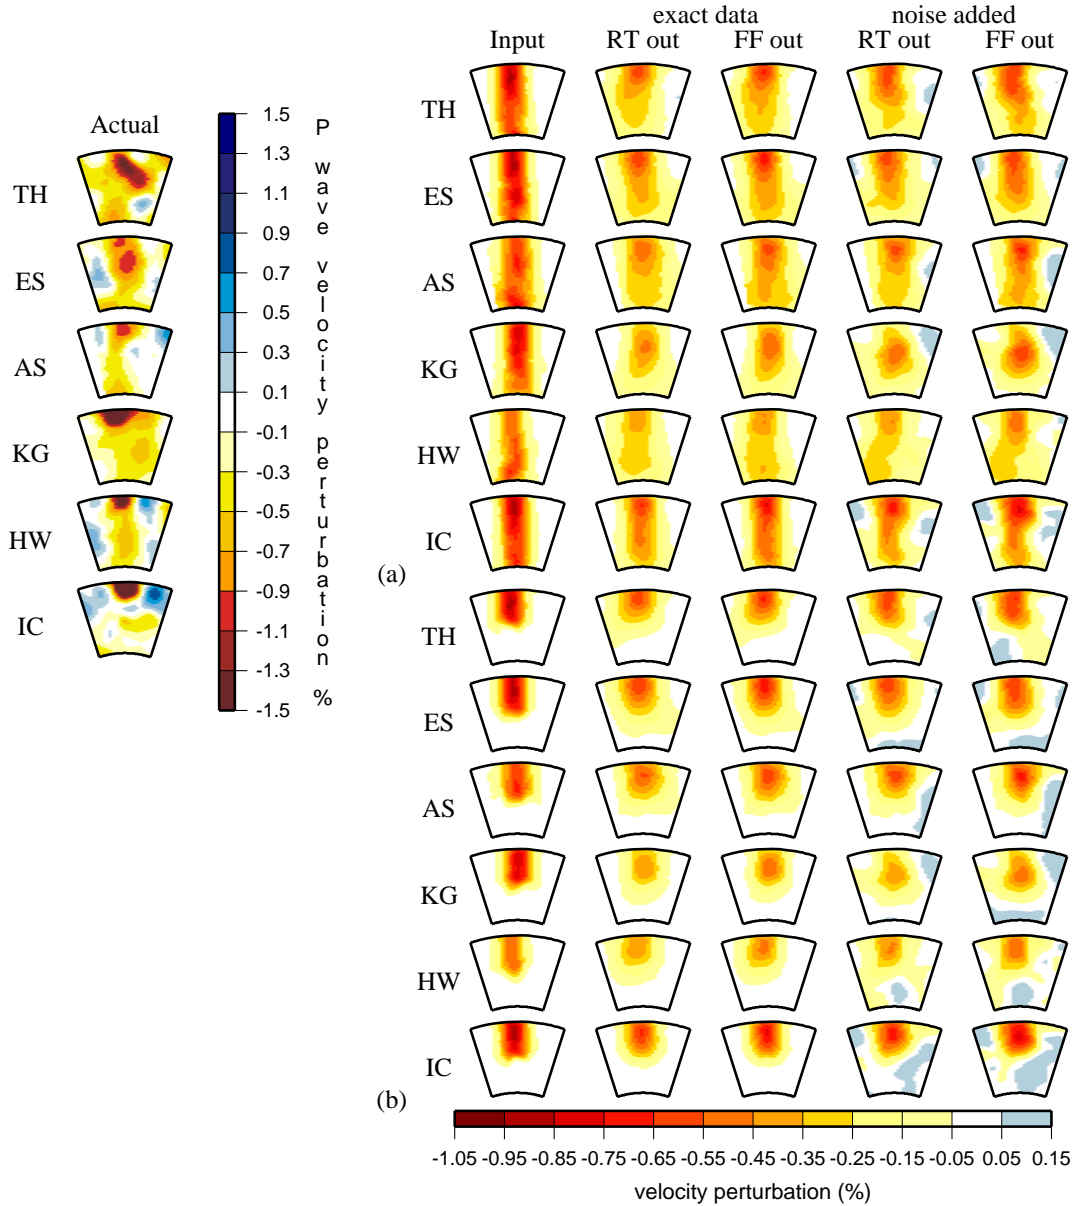 exact data
noise added
Input
RT out
FF out
RT out
FF out
TH
ES
AS
KG
HW
IC
(a)
TH
ES
AS
KG
HW
IC
(b)
Actual
TH
ES
AS
KG
HW
IC
1.5
1.3
1.1
0.9
0.7
0.5
0.3
0.1
-0.1
-0.3
-0.5
-0.7
-0.9
-1.1
-1.3
-1.5
P wave velocity perturbation %
-1.05 -0.95 -0.85 -0.75 -0.65 -0.55 -0.45 -0.35 -0.25 -0.15 -0.05 0.05 0.15
velocity perturbation (%)